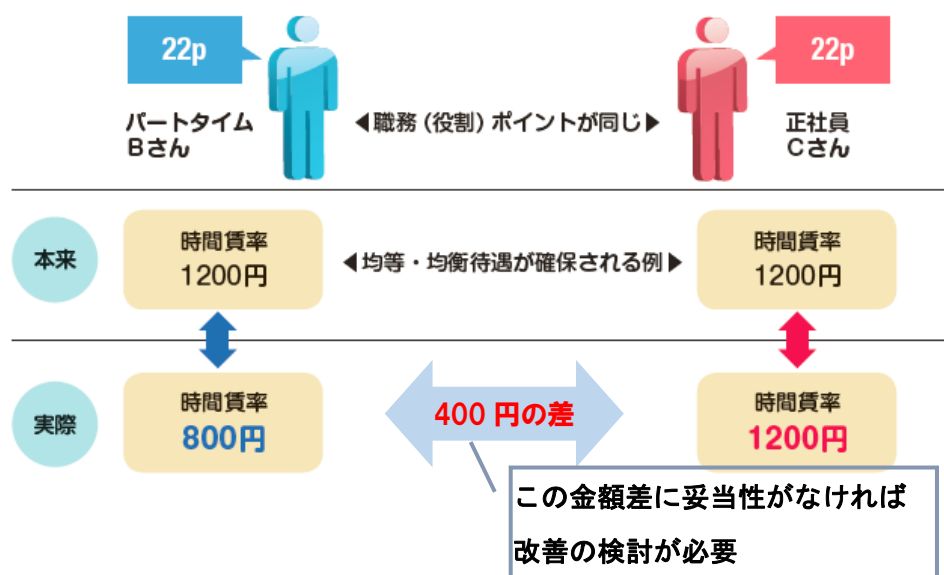 22p
22p
パートタイム
Bさん
◀職務(役割)ポイントが同じ▶
正社員
Cさん
本来
時間賃率
1200円
◀均等・均衡待遇が確保される例▶
時間賃率
1200円
実際
時間賃率
800円
400円の差
時間賃率
1200円
この金額差に妥当性がなければ
改善の検討が必要